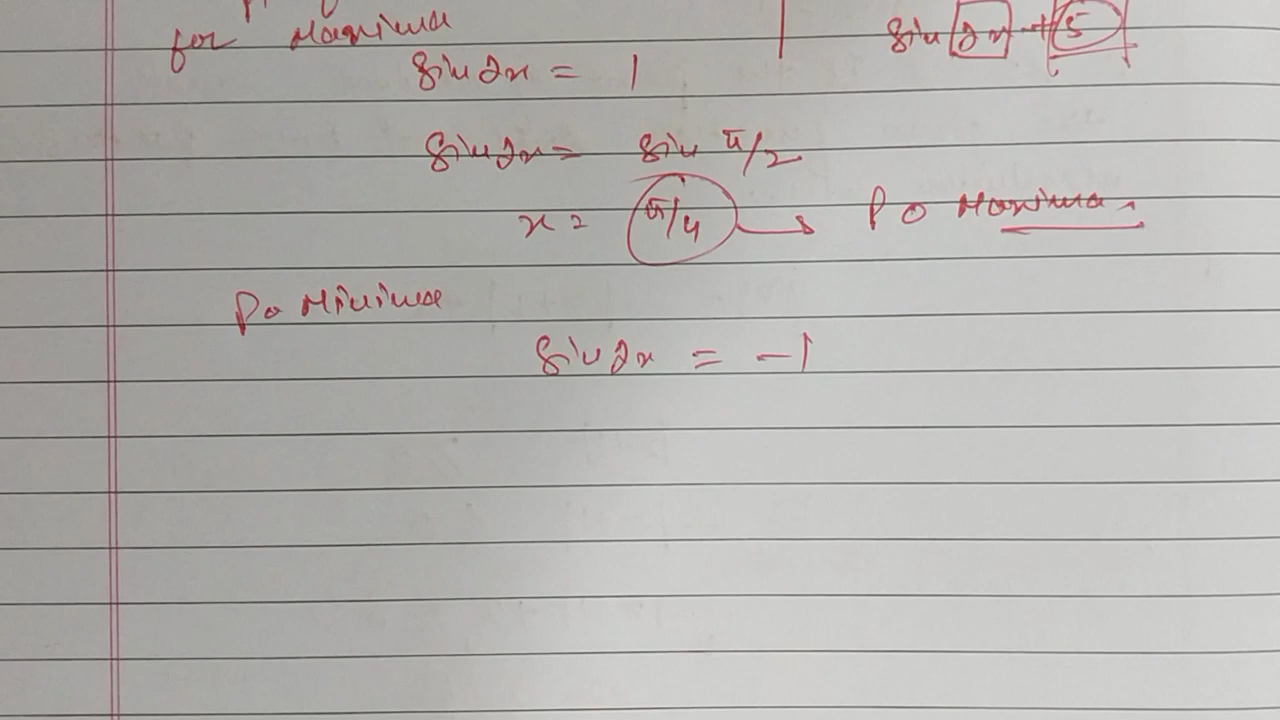 for Maxima
sin 2x + 5
sin 2x = 1
sin 2x = sin π/2
x = π/4 → Po Maxima
Po Minima
sin 2x = -1